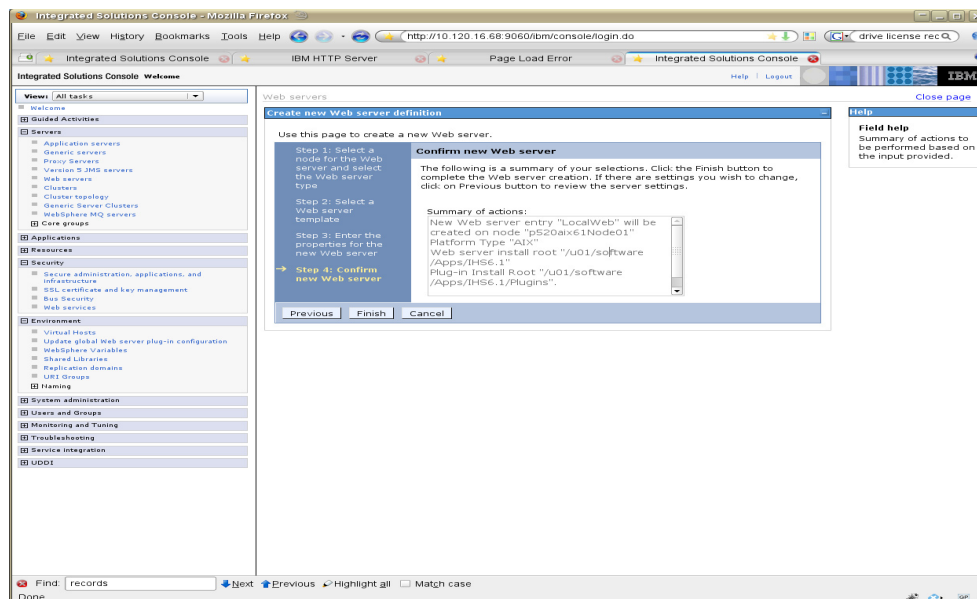 Integrated Solutions Console - Mozilla Firefox
File Edit View History Bookmarks Tools Help
http://10.120.16.68:9060/ibm/console/login.do
drive license rec
Integrated Solutions Console
IBM HTTP Server
Page Load Error
Integrated Solutions Console
Integrated Solutions Console Welcome
Help | Logout
IBM
View: All tasks
Welcome
Guided Activities
Servers
Application servers
Generic servers
Proxy Servers
Version 5 JMS servers
Web servers
Clusters
Cluster topology
Generic Server Clusters
WebSphere MQ servers
Core groups
Applications
Resources
Security
Secure administration, applications, and
infrastructure
SSL certificate and key management
Bus Security
Web services
Environment
Virtual Hosts
Update global Web server plug-in configuration
WebSphere Variables
Shared Libraries
Replication domains
URI Groups
Naming
System administration
Users and Groups
Monitoring and Tuning
Troubleshooting
Service integration
UDDI
Web servers
Close page
Create new Web server definition
Use this page to create a new Web server.
Step 1: Select a
node for the Web
server and select
the Web server
type
Step 2: Select a
Web server
template
Step 3: Enter the
properties for the
new Web server
Step 4: Confirm
new Web server
Confirm new Web server
The following is a summary of your selections. Click the Finish button to
complete the Web server creation. If there are settings you wish to change,
click on Previous button to review the server settings.
Summary of actions:
New Web server entry "LocalWeb" will be
created on node "p520aix61Node01"
Platform Type "AIX"
Web server install root "/u01/software
/Apps/IHS6.1"
Plug-in Install Root "/u01/software
/Apps/IHS6.1/Plugins".
Previous Finish Cancel
Help
Field help
Summary of actions to
be performed based on
the input provided.
Find: records
Next Previous Highlight all Match case
Done